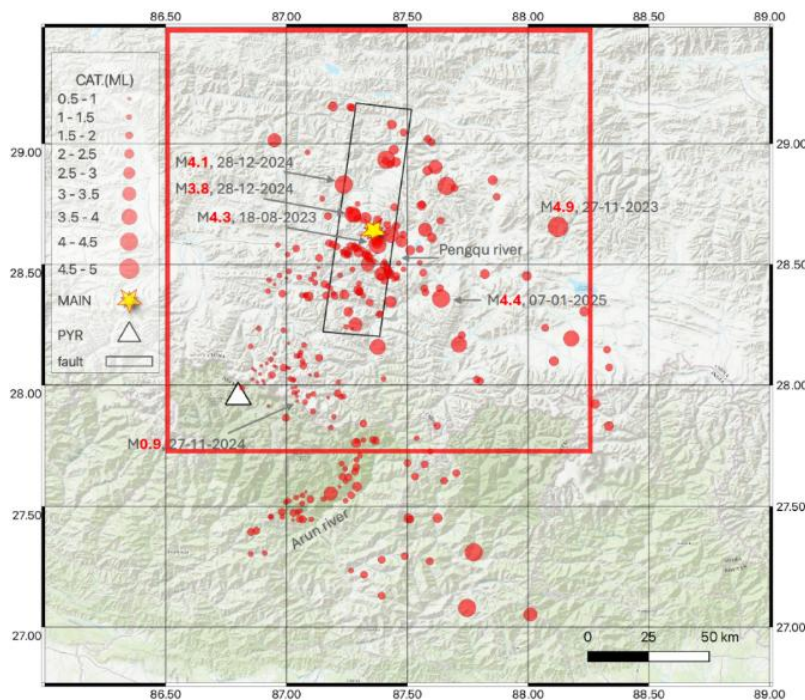 86.50 87.00 87.50 88.00 88.50 89.00
CAT.(ML)
0.5 - 1
1 - 1.5
1.5 - 2
2 - 2.5
2.5 - 3
3 - 3.5
3.5 - 4
4 - 4.5
4.5 - 5
MAIN
PYR
fault
29.00 29.00
M4.1, 28-12-2024
M3.8, 28-12-2024
M4.3, 18-08-2023
M4.9, 27-11-2023
Pengqu river
28.50 28.50
M4.4, 07-01-2025
28.00 28.00
M0.9, 27-11-2024
27.50 27.50
Arun river
27.00 27.00
0 25 50 km
86.50 87.00 87.50 88.00 88.50 89.00